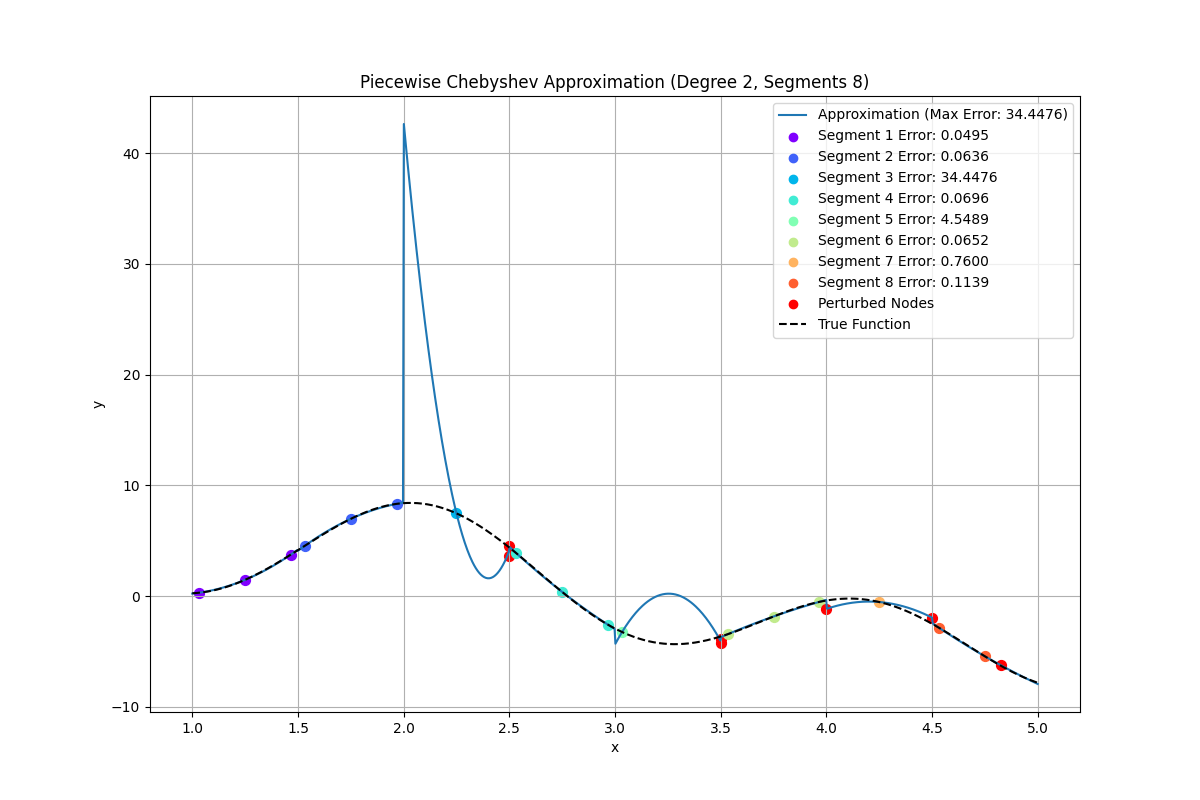 Piecewise Chebyshev Approximation (Degree 2, Segments 8)
Approximation (Max Error: 34.4476)
Segment 1 Error: 0.0495
Segment 2 Error: 0.0636
Segment 3 Error: 34.4476
Segment 4 Error: 0.0696
Segment 5 Error: 4.5489
Segment 6 Error: 0.0652
Segment 7 Error: 0.7600
Segment 8 Error: 0.1139
Perturbed Nodes
True Function
y
40
30
20
10
0
−10
1.0 1.5 2.0 2.5 3.0 3.5 4.0 4.5 5.0
x